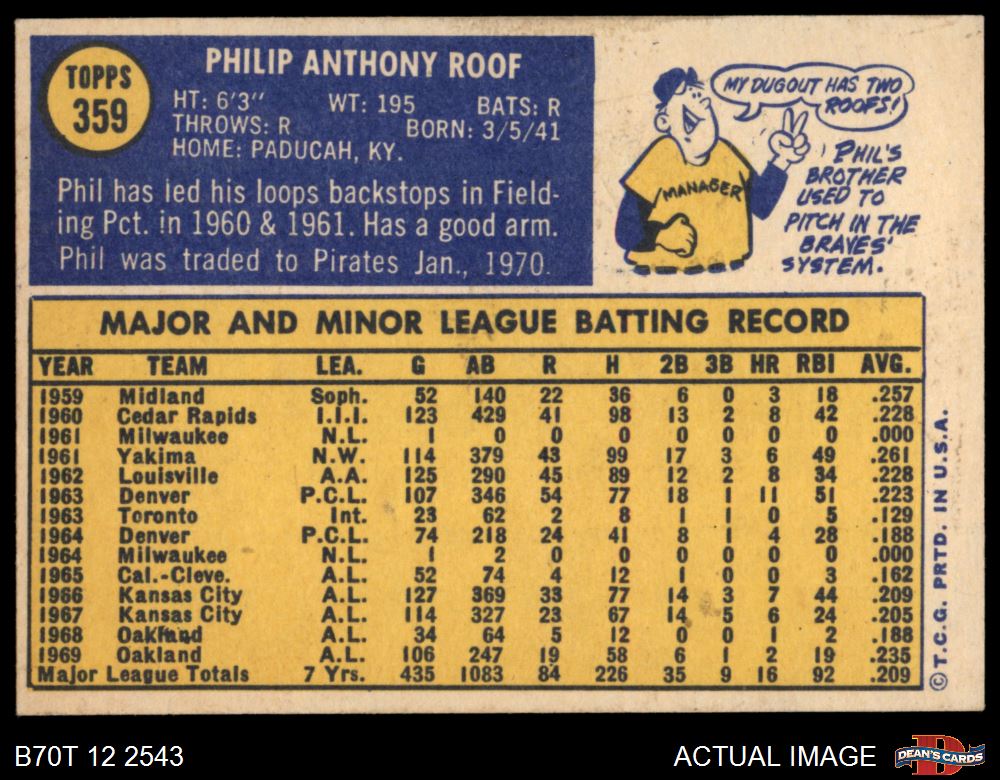 TOPPS
359
PHILIP ANTHONY ROOF
HT: 6'3" WT: 195 BATS: R
THROWS: R BORN: 3/5/41
HOME: PADUCAH, KY.
Phil has led his loops backstops in Field-
ing Pct. in 1960 & 1961. Has a good arm.
Phil was traded to Pirates Jan., 1970.
MY DUGOUT HAS TWO
ROOFS!
MANAGER
PHIL'S
BROTHER
USED TO
PITCH IN THE
BRAVES'
SYSTEM.
MAJOR AND MINOR LEAGUE BATTING RECORD
YEAR TEAM LEA. G AB R H 2B 3B HR RBI AVG.
1959 Midland Soph. 52 140 22 36 6 0 3 18 .257
1960 Cedar Rapids I.I.I. 123 429 41 98 13 2 8 42 .228
1961 Milwaukee N.L. 1 0 0 0 0 0 0 0 .000
1961 Yakima N.W. 114 379 43 99 17 3 6 49 .261
1962 Louisville A.A. 125 290 45 89 12 2 8 34 .228
1963 Denver P.C.L. 107 346 54 77 18 1 11 51 .223
1963 Toronto Int. 23 62 2 8 1 1 0 5 .129
1964 Denver P.C.L. 74 218 24 41 8 1 4 28 .188
1964 Milwaukee N.L. 1 2 0 0 0 0 0 0 .000
1965 Cal.-Cleve. A.L. 52 74 4 12 1 0 0 3 .162
1966 Kansas City A.L. 127 369 33 77 14 3 7 44 .209
1967 Kansas City A.L. 114 327 23 67 14 5 6 24 .205
1968 Oakland A.L. 34 64 5 12 0 0 1 2 .188
1969 Oakland A.L. 106 247 19 58 6 1 2 19 .235
Major League Totals 7 Yrs. 435 1083 84 226 35 9 16 92 .209
©T.C.G. PRTD. IN U.S.A.
B70T 12 2543
ACTUAL IMAGE
DEAN'S CARDS